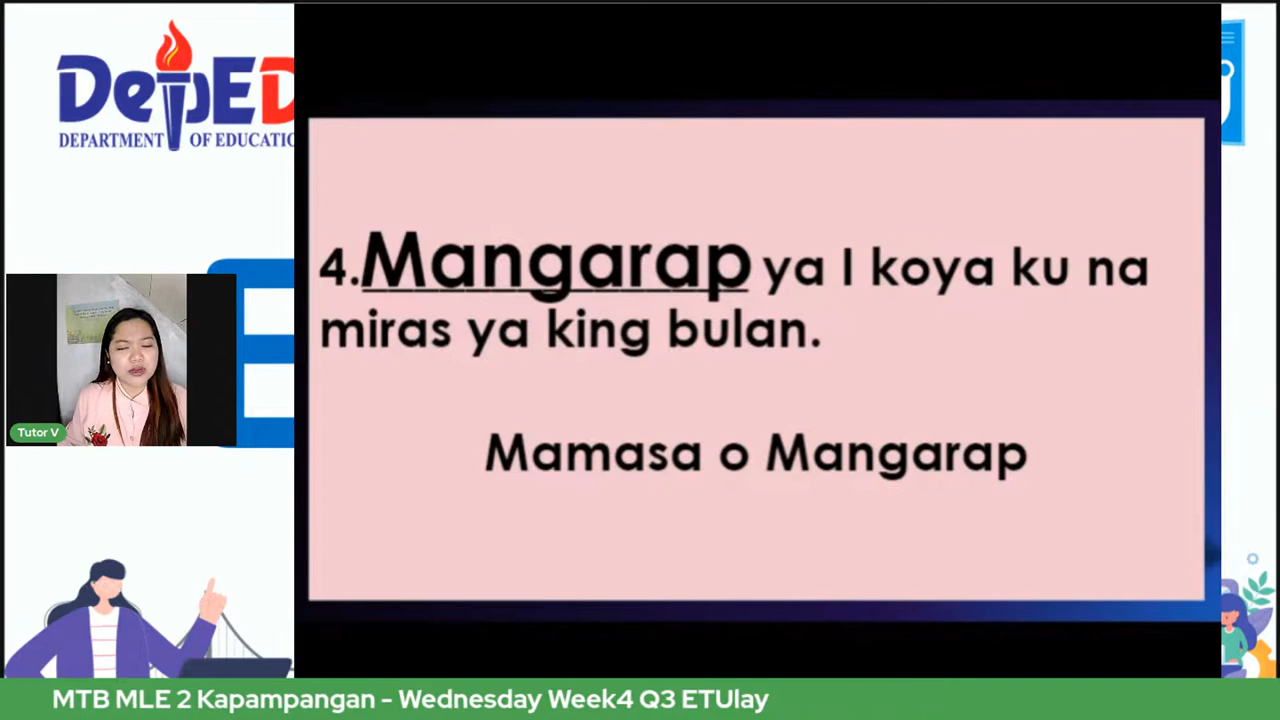 DepED
DEPARTMENT OF EDUCATIO
4.Mangarap ya I koya ku na
miras ya king bulan.
Mamasa o Mangarap
Tutor V
MTB MLE 2 Kapampangan - Wednesday Week4 Q3 ETUlay